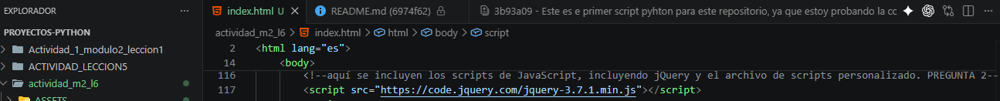 EXPLORADOR
PROYECTOS-PYTHON
Actividad_1_modulo2_leccion1
ACTIVIDAD_LECCION5
actividad_m2_l6
ASSETS
index.html U
README.md (6974f62)
3b93a09 - Este es e primer script pyhton para este repositorio, ya que estoy probando la cc
actividad_m2_l6 > index.html > html > body > script
2 <html lang="es">
14 <body>
116 <!--aquí se incluyen los scripts de JavaScript, incluyendo jQuery y el archivo de scripts personalizado. PREGUNTA 2--
117 <script src="https://code.jquery.com/jquery-3.7.1.min.js"></script>